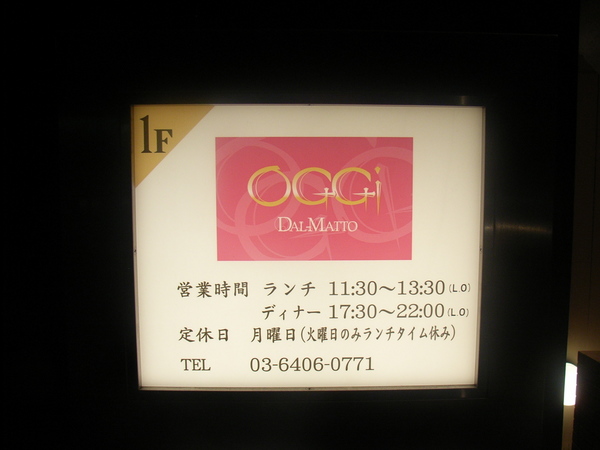 1F
OGGi
DAL-MATTO
営業時間 ランチ 11:30〜13:30(L.O)
ディナー 17:30〜22:00(L.O)
定休日 月曜日(火曜日のみランチタイム休み)
TEL 03-6406-0771